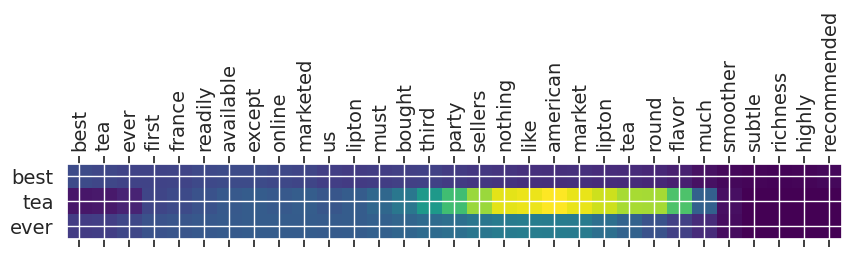 best tea ever first france readily available except online marketed us lipton must bought third party sellers nothing like american market lipton tea round flavor much smoother subtle richness highly recommended
best
tea
ever